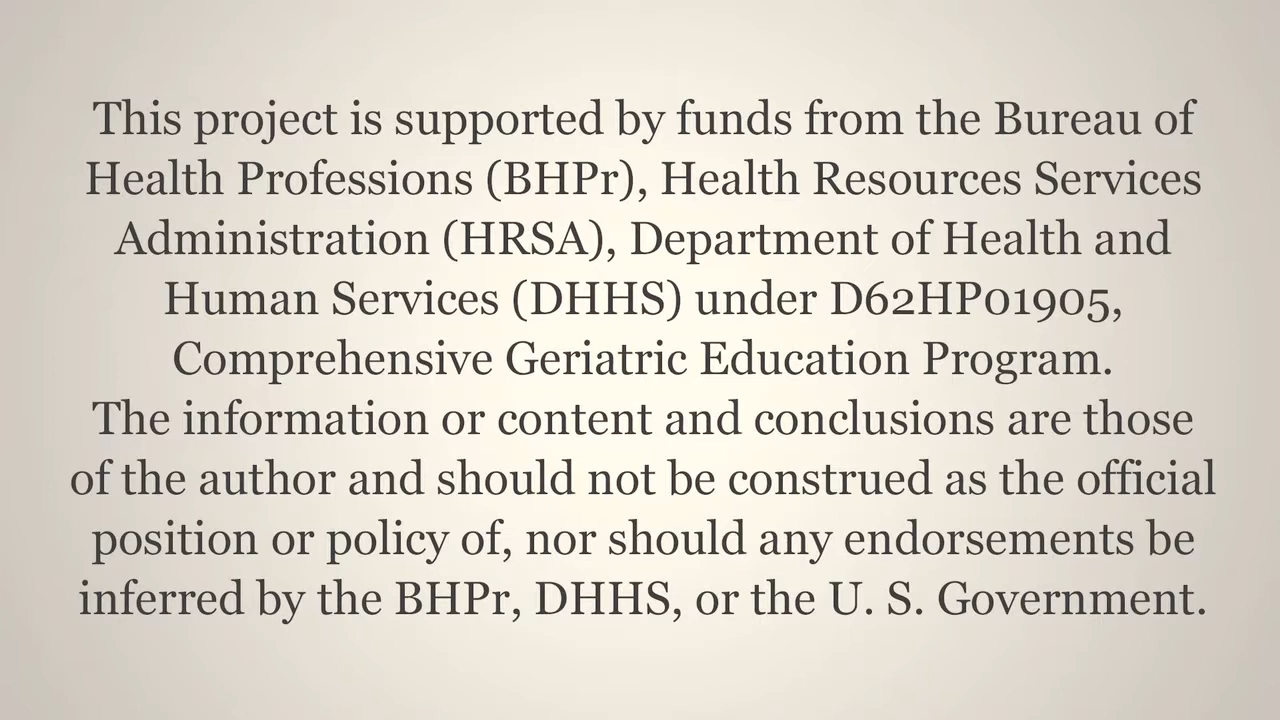 This project is supported by funds from the Bureau of
Health Professions (BHPr), Health Resources Services
Administration (HRSA), Department of Health and
Human Services (DHHS) under D62HP01905,
Comprehensive Geriatric Education Program.
The information or content and conclusions are those
of the author and should not be construed as the official
position or policy of, nor should any endorsements be
inferred by the BHPr, DHHS, or the U. S. Government.